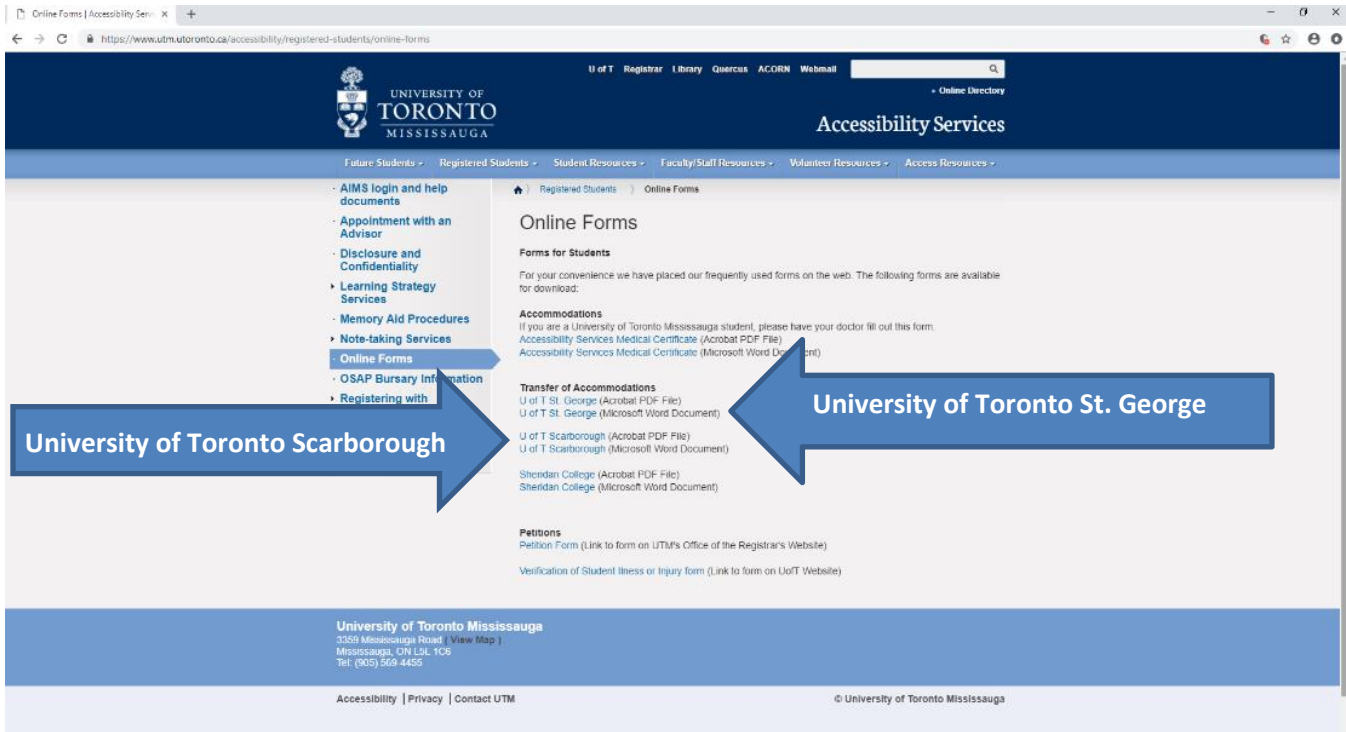 Online Forms | Accessibility Serv
https://www.utm.utoronto.ca/accessibility/registered-students/online-forms
U of T Registrar Library Quercus ACORN Webmail
Online Directory
UNIVERSITY OF
TORONTO
MISSISSAUGA
Accessibility Services
Future Students Registered Students Student Resources Faculty/Staff Resources Volunteer Resources Access Resources
AIMS login and help
documents
Appointment with an
Advisor
Disclosure and
Confidentiality
Learning Strategy
Services
Memory Aid Procedures
Note-taking Services
Online Forms
OSAP Bursary Information
Registering with
Registered Students Online Forms
Online Forms
Forms for Students
For your convenience we have placed our frequently used forms on the web. The following forms are available
for download:
Accommodations
If you are a University of Toronto Mississauga student, please have your doctor fill out this form.
Accessibility Services Medical Certificate (Acrobat PDF File)
Accessibility Services Medical Certificate (Microsoft Word
Transfer of Accommodations
U of T St. George (Acrobat PDF File)
U of T St. George (Microsoft Word Document)
U of T Scarborough (Acrobat PDF File)
U of T Scarborough (Microsoft Word Document)
Sheridan College (Acrobat PDF File)
Sheridan College (Microsoft Word Document)
Petitions
Petition Form (Link to form on UTM's Office of the Registrar's Website)
Verification of Student Illness or Injury form (Link to form on UofT Website)
University of Toronto Scarborough
University of Toronto St. George
University of Toronto Mississauga
3359 Mississauga Road ( View Map )
Mississauga, ON L5L 1C6
Tel: (905) 569-4455
Accessibility | Privacy | Contact UTM
© University of Toronto Mississauga